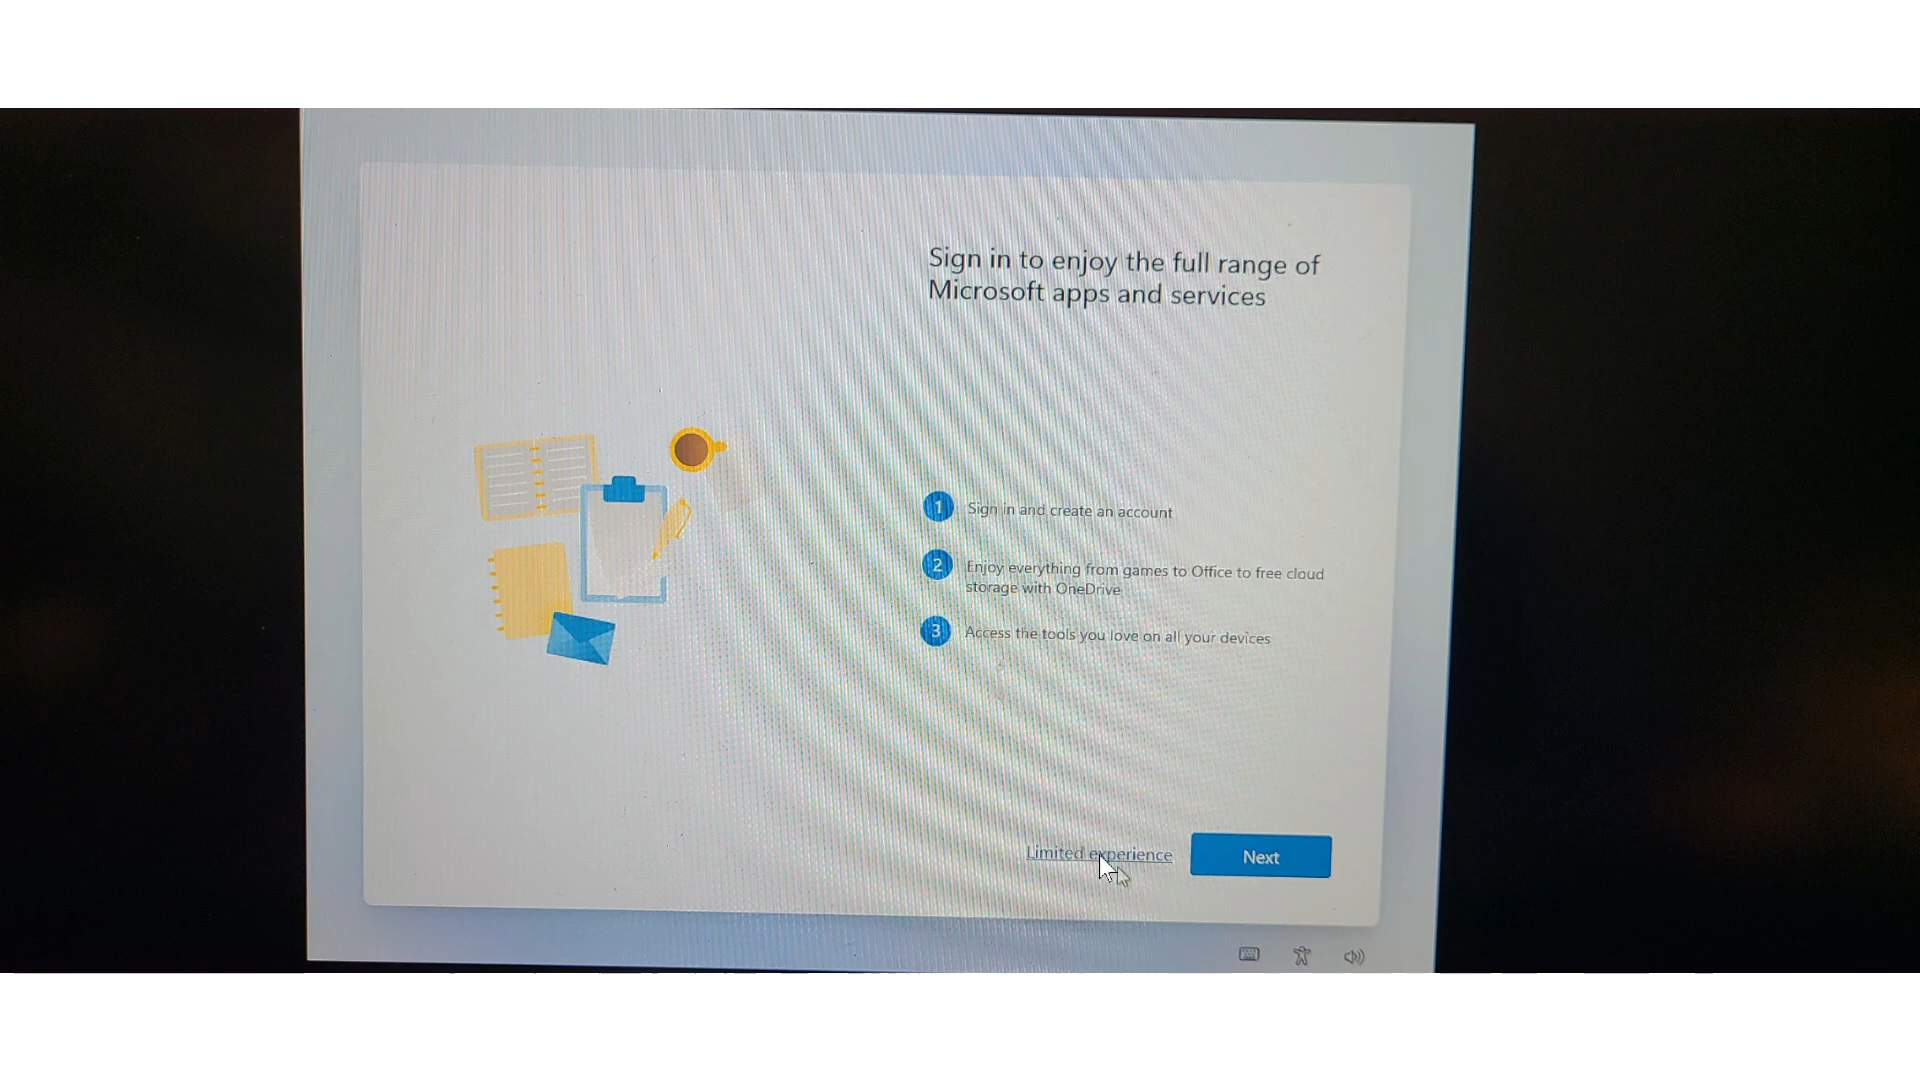 Sign in to enjoy the full range of
Microsoft apps and services
1 Sign in and create an account
2 Enjoy everything from games to Office to free cloud
storage with OneDrive
3 Access the tools you love on all your devices
Limited experience
Next